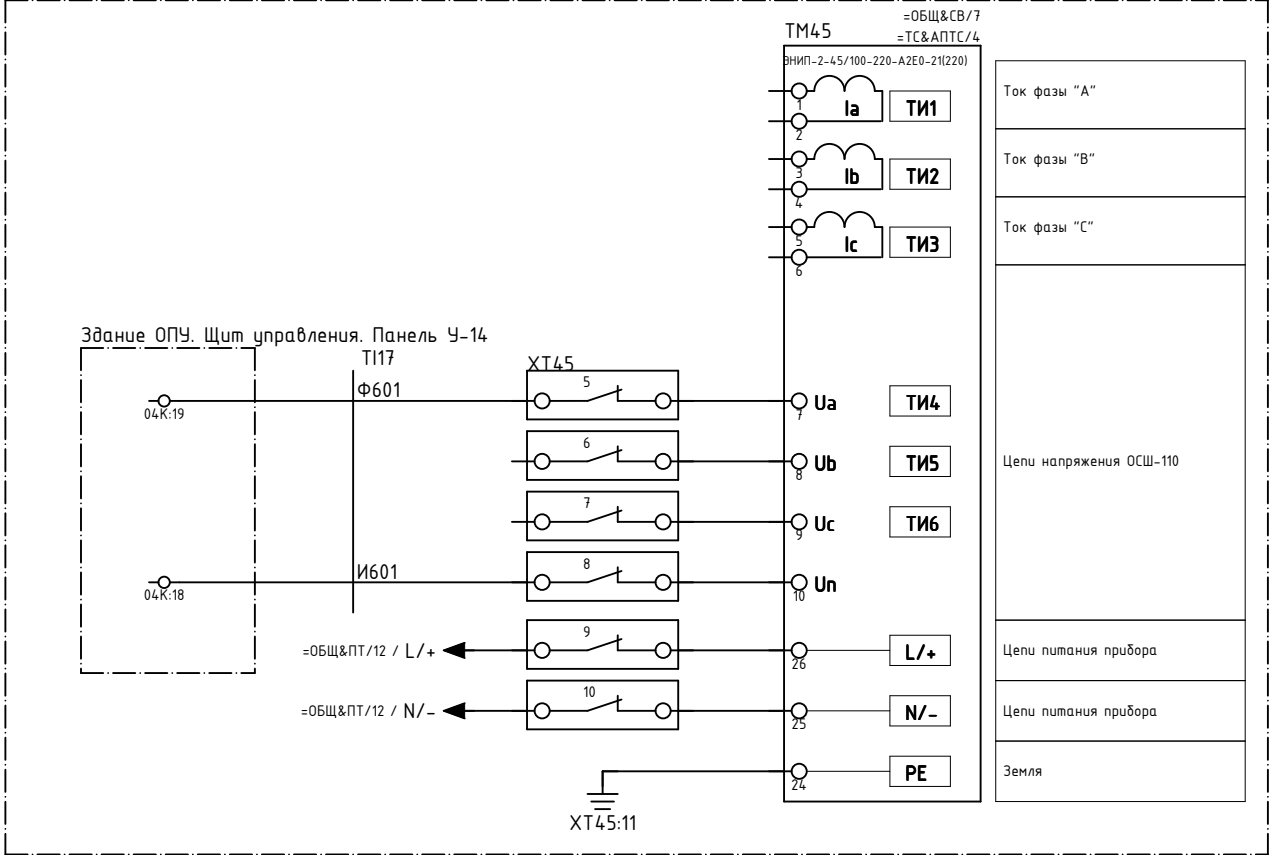 =ОБЩ&СВ/7
TM45
=ТС&АПТС/4
ЭНИП-2-45/100-220-А2Е0-21(220)
1
Ia
ТИ1
Ток фазы "А"
2
3
Ib
ТИ2
Ток фазы "В"
4
5
Ic
ТИ3
Ток фазы "С"
6
Здание ОПУ. Щит управления. Панель У-14
TI17
XT45
04К:19
Ф601
5
7
Ua
ТИ4
6
8
Ub
ТИ5
Цепи напряжения ОСШ-110
7
9
Uc
ТИ6
04К:18
И601
8
10
Un
=ОБЩ&ПТ/12 / L/+
9
26
L/+
Цепи питания прибора
=ОБЩ&ПТ/12 / N/-
10
25
N/-
Цепи питания прибора
24
PE
Земля
XT45:11